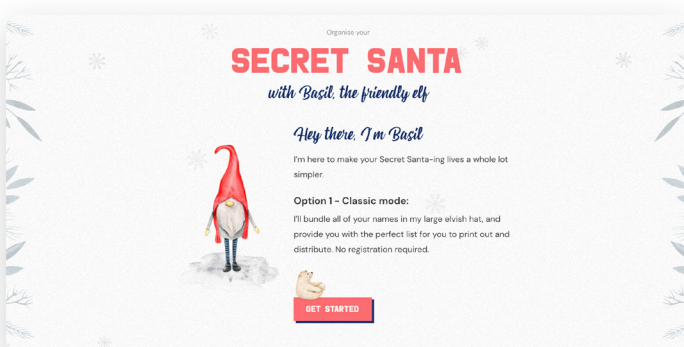 Organise your
SECRET SANTA
with Basil, the friendly elf
Hey there, I'm Basil
I'm here to make your Secret Santa-ing lives a whole lot
simpler.
Option 1 - Classic mode:
I'll bundle all of your names in my large elvish hat, and
provide you with the perfect list for you to print out and
distribute. No registration required.
GET STARTED